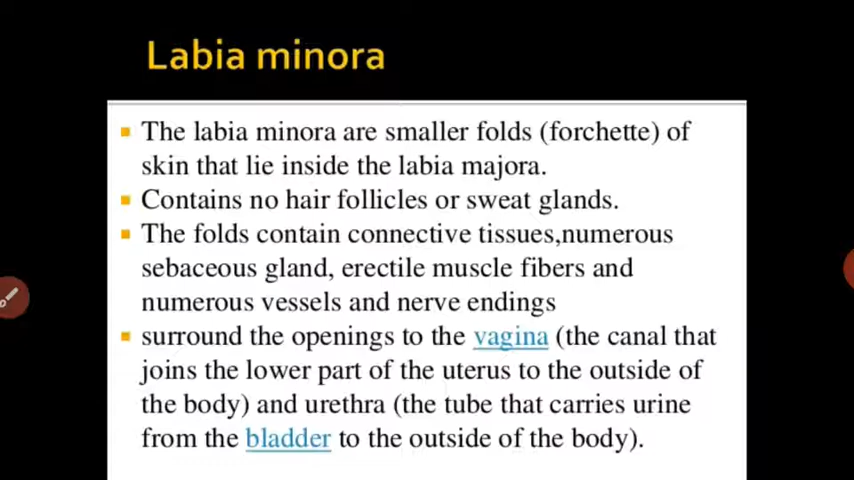 Labia minora
The labia minora are smaller folds (forchette) of
skin that lie inside the labia majora.
Contains no hair follicles or sweat glands.
The folds contain connective tissues,numerous
sebaceous gland, erectile muscle fibers and
numerous vessels and nerve endings
surround the openings to the vagina (the canal that
joins the lower part of the uterus to the outside of
the body) and urethra (the tube that carries urine
from the bladder to the outside of the body).